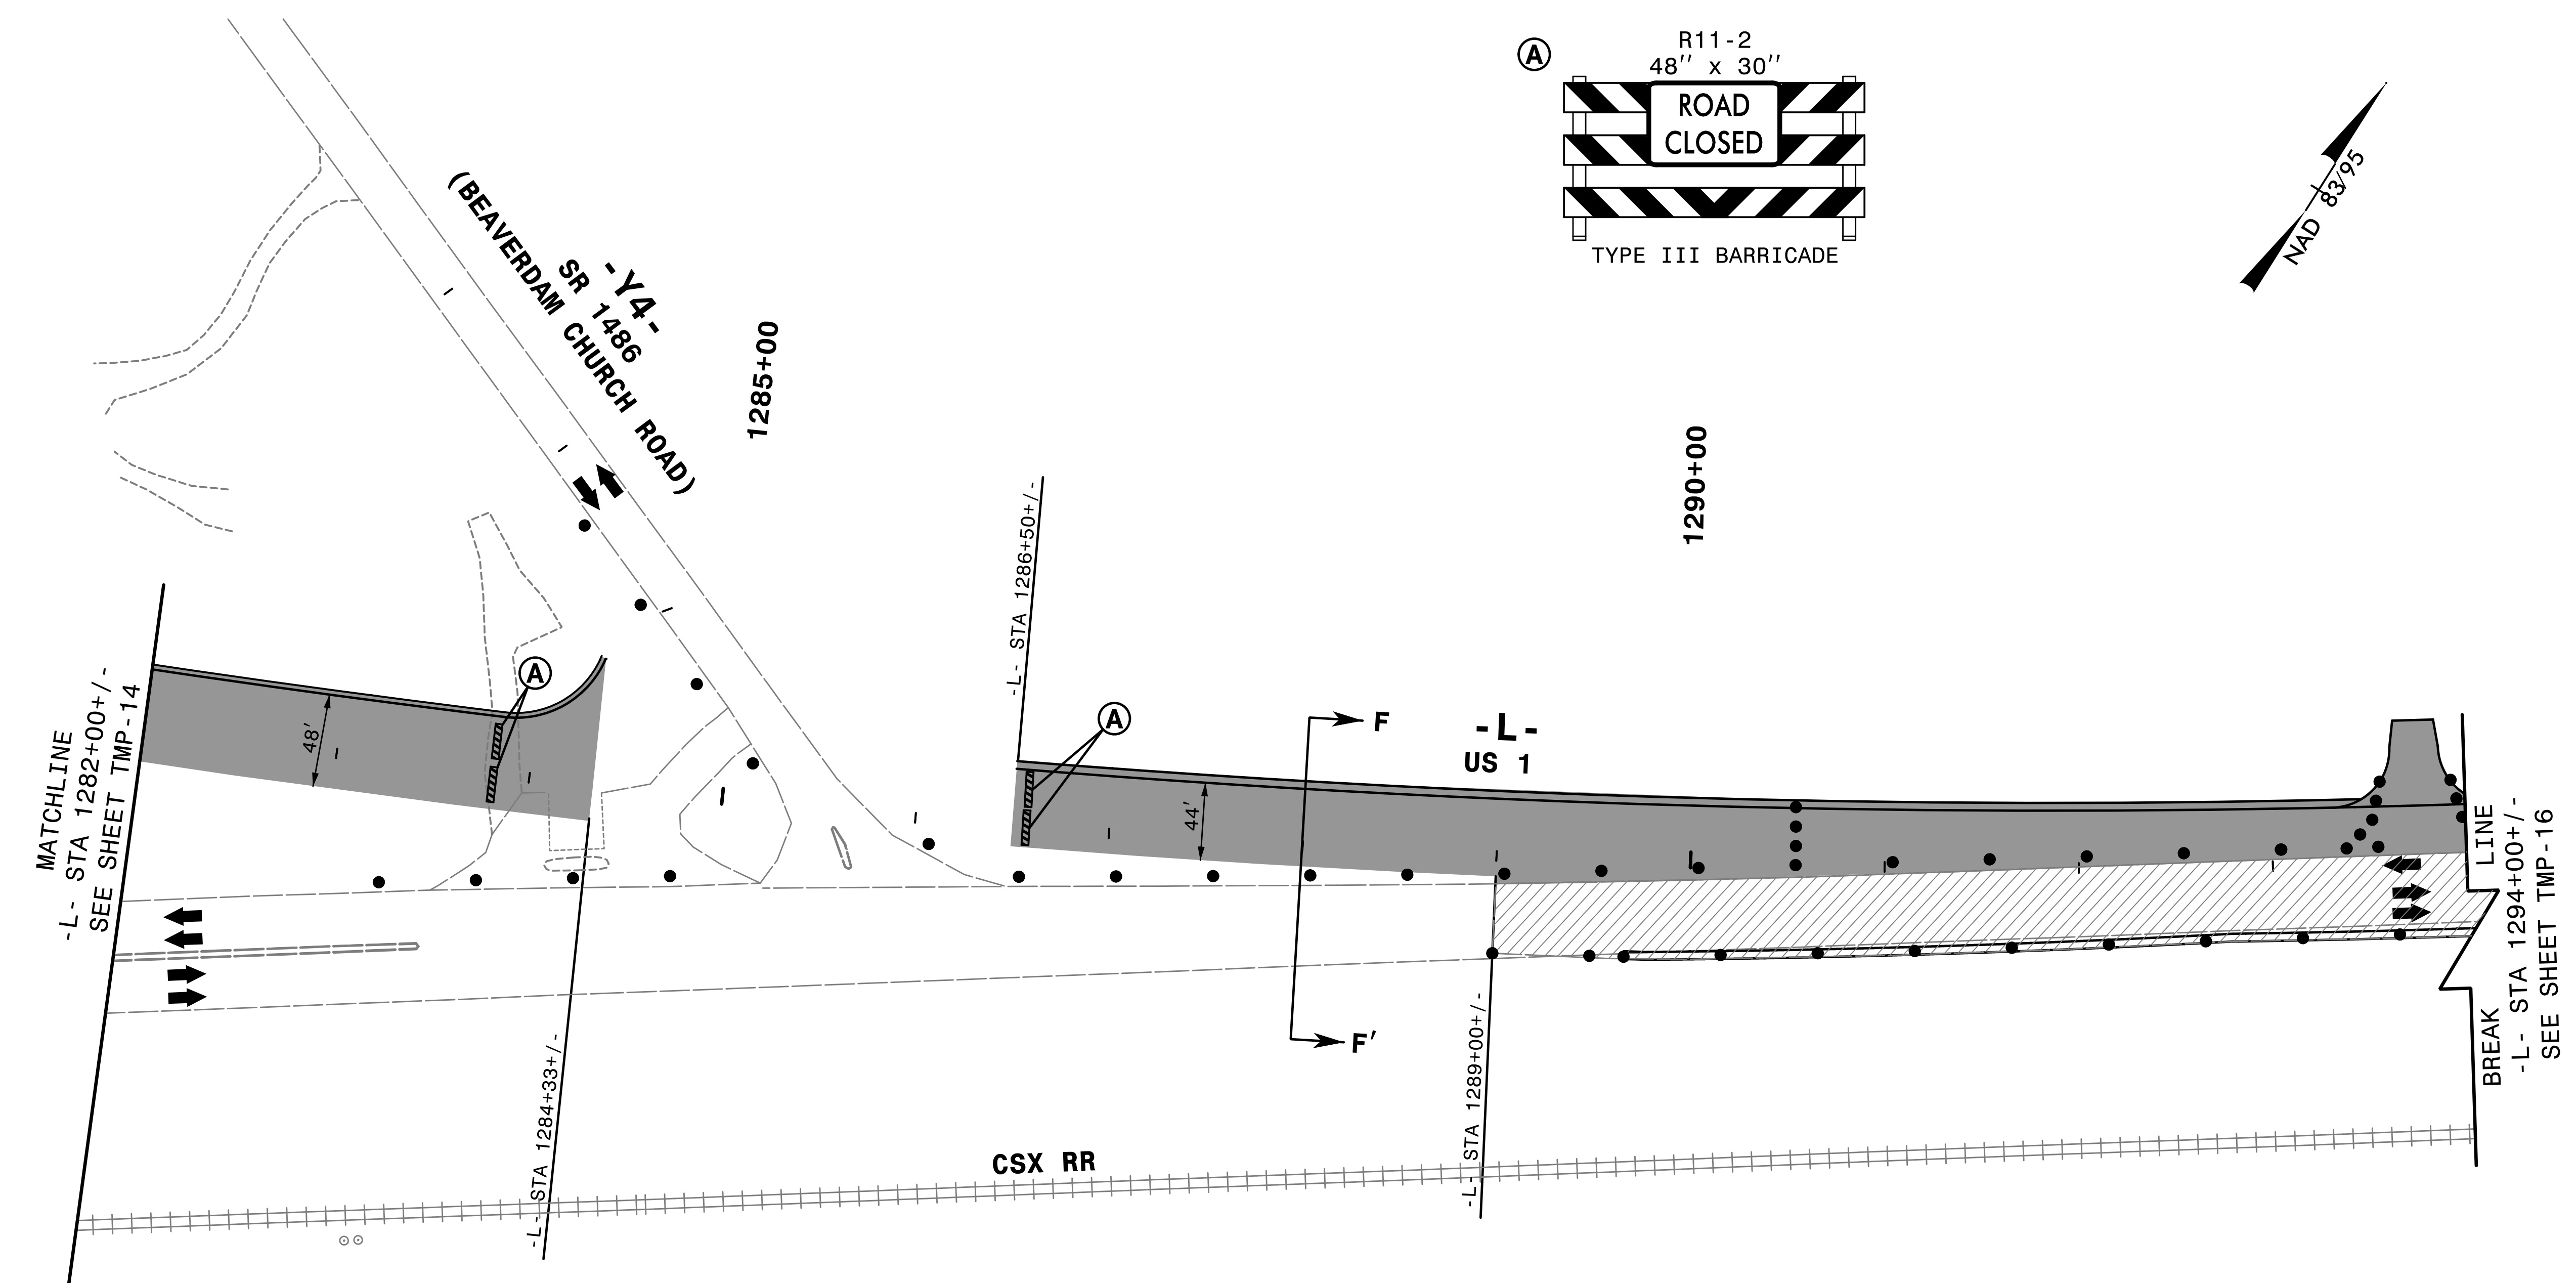 A
R11-2
48'' x 30''
ROAD
CLOSED
TYPE III BARRICADE
NAD 83/95
-Y4-
SR 1486
(BEAVERDAM CHURCH ROAD)
1285+00
1290+00
-L- STA 1286+50+/-
MATCHLINE
-L- STA 1282+00+/-
SEE SHEET TMP-14
48'
A
A
44'
F
F'
-L-
US 1
-L- STA 1284+33+/-
-L- STA 1289+00+/-
CSX RR
BREAK LINE
-L- STA 1294+00+/-
SEE SHEET TMP-16